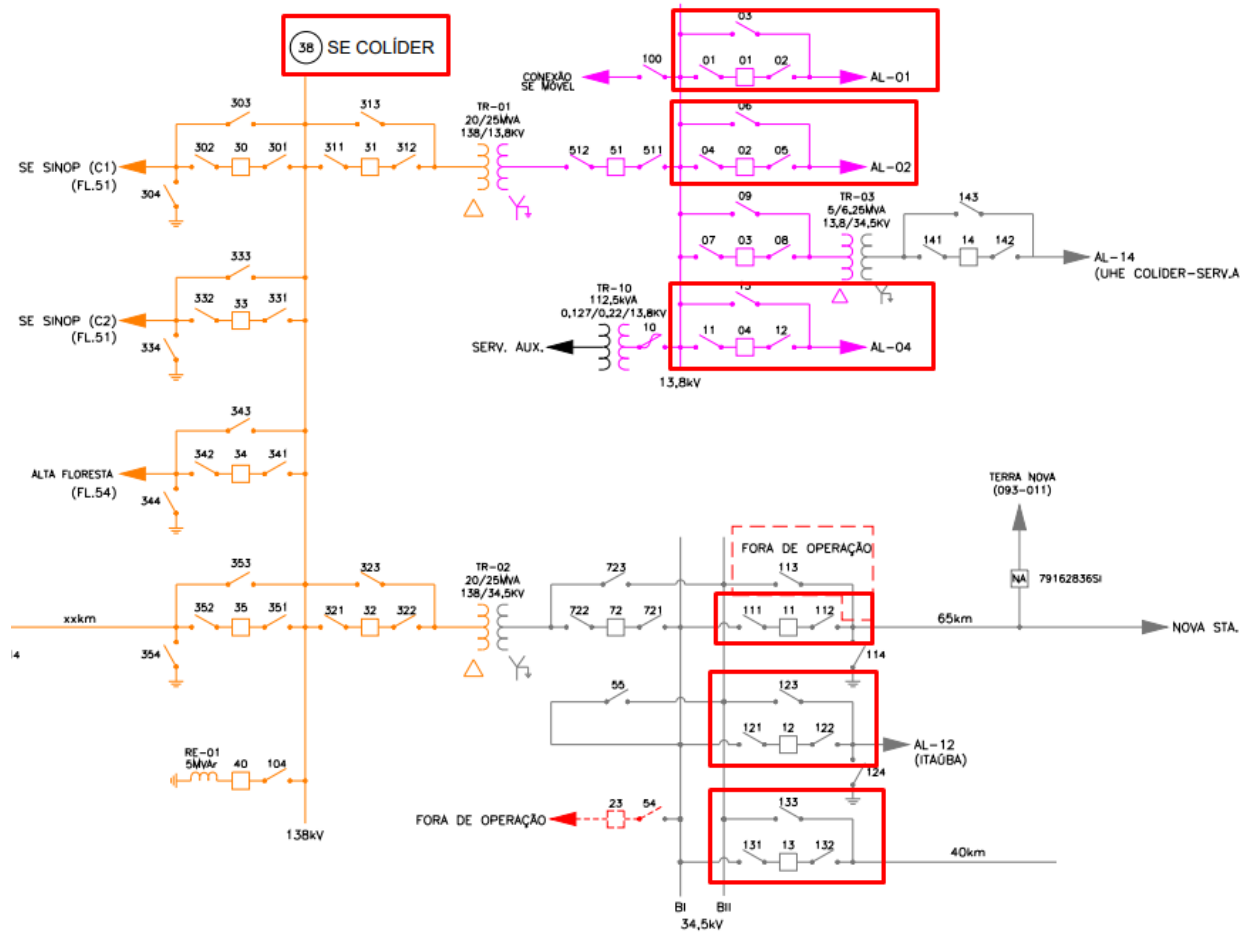 38 SE COLÍDER
03
100
01 01 02
CONEXÃO
SE MÓVEL
AL-01
303
313
TR-01
20/25MVA
138/13,8KV
06
302 30 301
311 31 312
512 51 511
04 02 05
SE SINOP (C1)
(FL.51)
AL-02
304
09
TR-03
5/6,25MVA
13,8/34,5KV
143
07 03 08
141 14 142
AL-14
(UHE COLÍDER-SERV.A
333
332 33 331
SE SINOP (C2)
(FL.51)
334
TR-10
112,5kVA
0,127/0,22/13,8KV
10
11 04 12
SERV. AUX.
AL-04
13,8kV
343
342 34 341
ALTA FLORESTA
(FL.54)
344
TERRA NOVA
(093-011)
FORA DE OPERAÇÃO
353
323
TR-02
20/25MVA
138/34,5KV
723
113
NA 79162836SI
xxkm
352 35 351
321 32 322
722 72 721
111 11 112
65km
NOVA STA.
354
114
55
123
121 12 122
AL-12
(ITAÚBA)
124
RE-01
5MVAr
40 104
23 54
FORA DE OPERAÇÃO
133
131 13 132
40km
138kV
BI BII
34,5kV